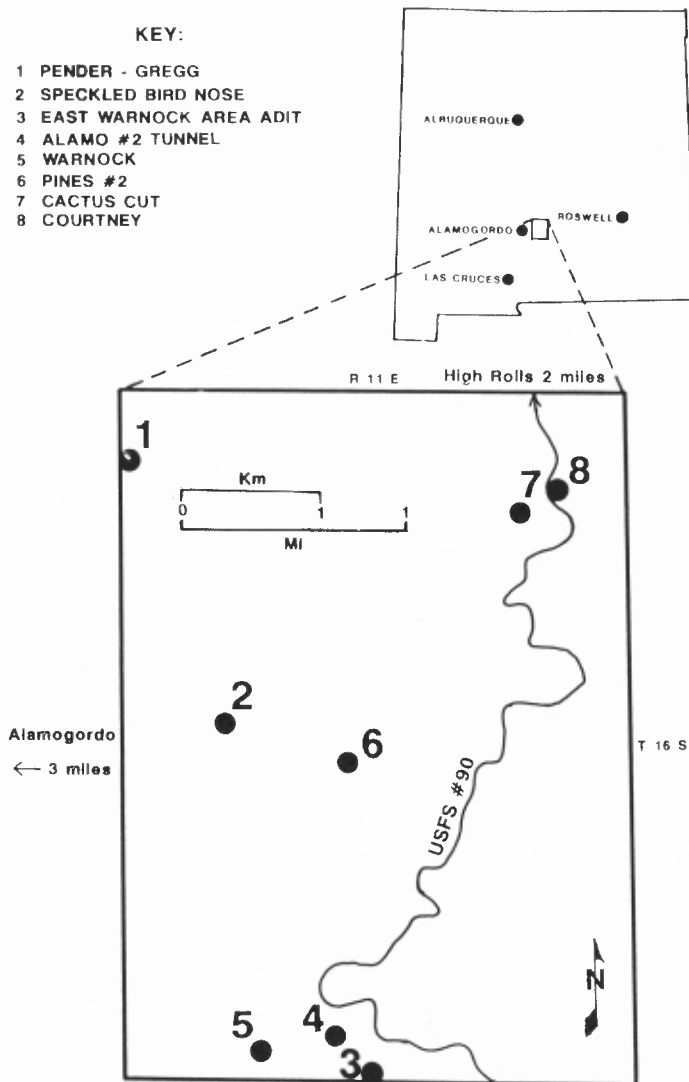 KEY:
1 PENDER - GREGG
2 SPECKLED BIRD NOSE
3 EAST WARNOCK AREA ADIT
4 ALAMO #2 TUNNEL
5 WARNOCK
6 PINES #2
7 CACTUS CUT
8 COURTNEY
ALBUQUERQUE
ALAMOGORDO
ROSWELL
LAS CRUCES
R 11 E
High Rolls 2 miles
1
Km
0 1 1
MI
7
8
2
6
Alamogordo
← 3 miles
T 16 S
USFS #90
N
5
4
3